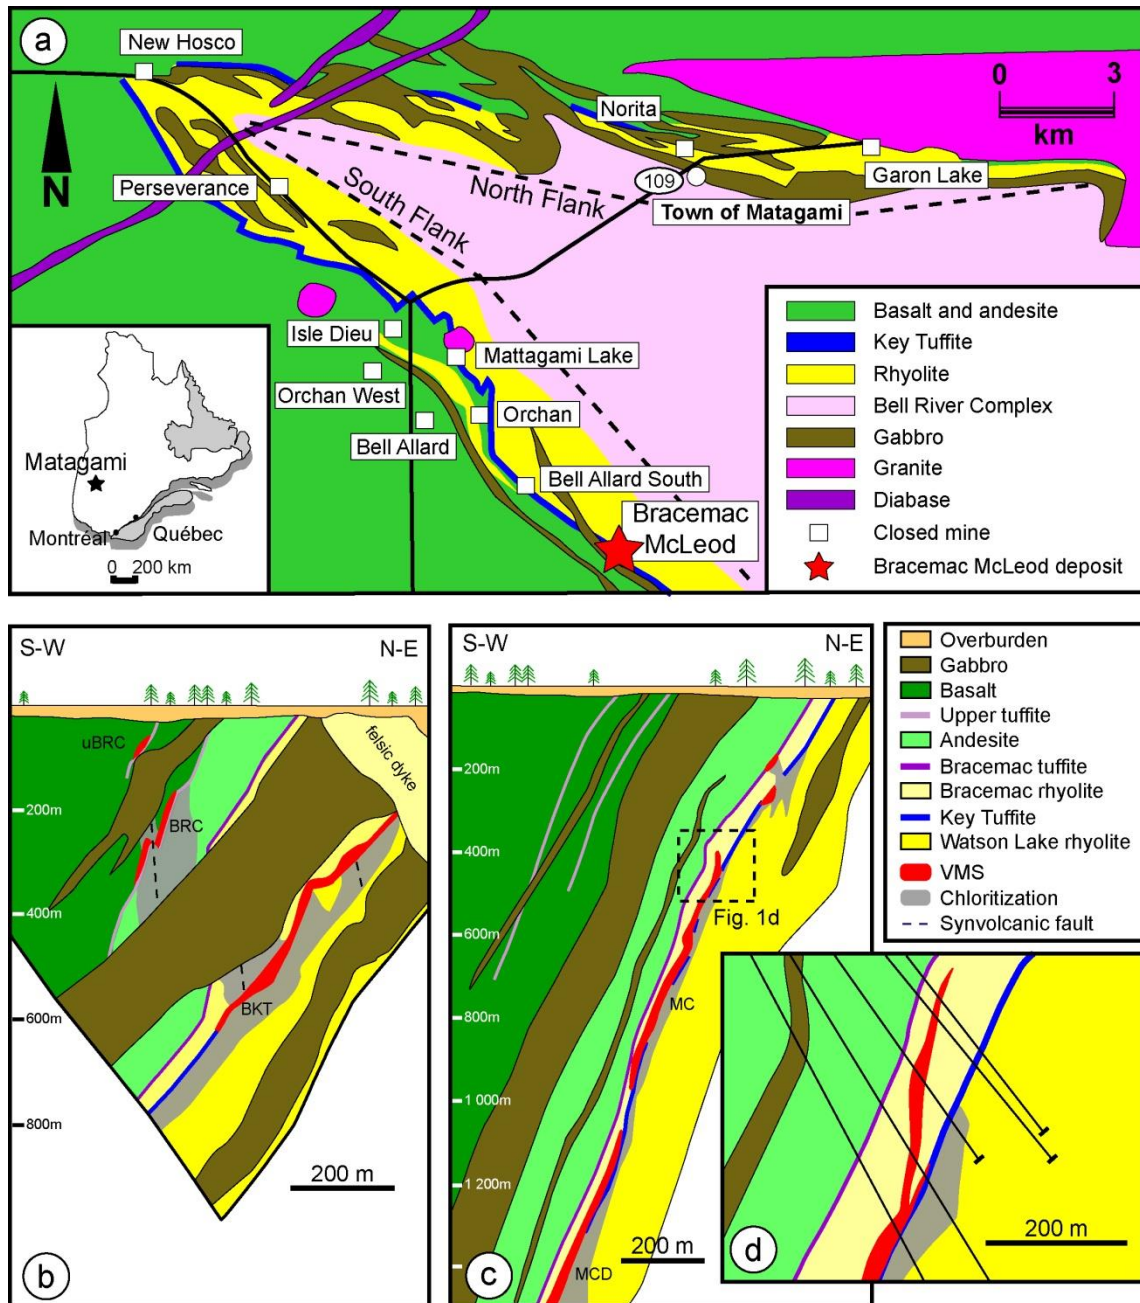 a
New Hosco
Norita
0 3
km
N
Perseverance
South Flank
North Flank
109
Garon Lake
Town of Matagami
Isle Dieu
Mattagami Lake
Orchan West
Orchan
Bell Allard
Bell Allard South
Bracemac
McLeod
Matagami
Montréal
Québec
0 200 km
Basalt and andesite
Key Tuffite
Rhyolite
Bell River Complex
Gabbro
Granite
Diabase
Closed mine
Bracemac McLeod deposit
S-W N-E
uBRC
felsic dyke
200m
BRC
400m
BKT
600m
800m
200 m
b
S-W N-E
200m
400m
Fig. 1d
600m
MC
800m
1 000m
1 200m
200 m
MCD
c
Overburden
Gabbro
Basalt
Upper tuffite
Andesite
Bracemac tuffite
Bracemac rhyolite
Key Tuffite
Watson Lake rhyolite
VMS
Chloritization
Synvolcanic fault
200 m
d